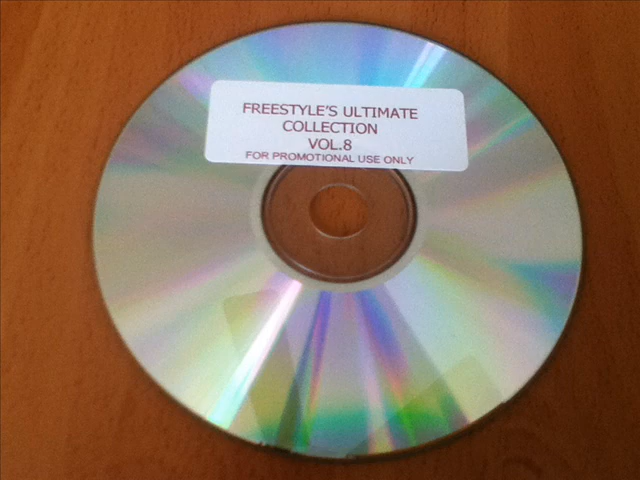 FREESTYLE'S ULTIMATE
COLLECTION
VOL.8
FOR PROMOTIONAL USE ONLY